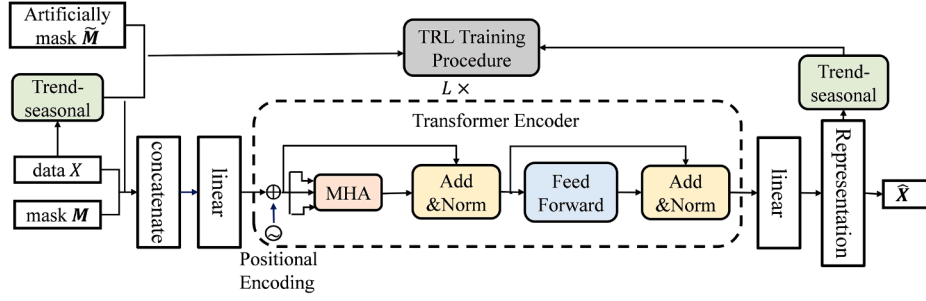 Artificially
mask M̃
Trend-
seasonal
data X
mask M
concatenate
linear
TRL Training
Procedure
L ×
Transformer Encoder
MHA
Add
&Norm
Feed
Forward
Add
&Norm
Positional
Encoding
linear
Trend-
seasonal
Representation
X̂